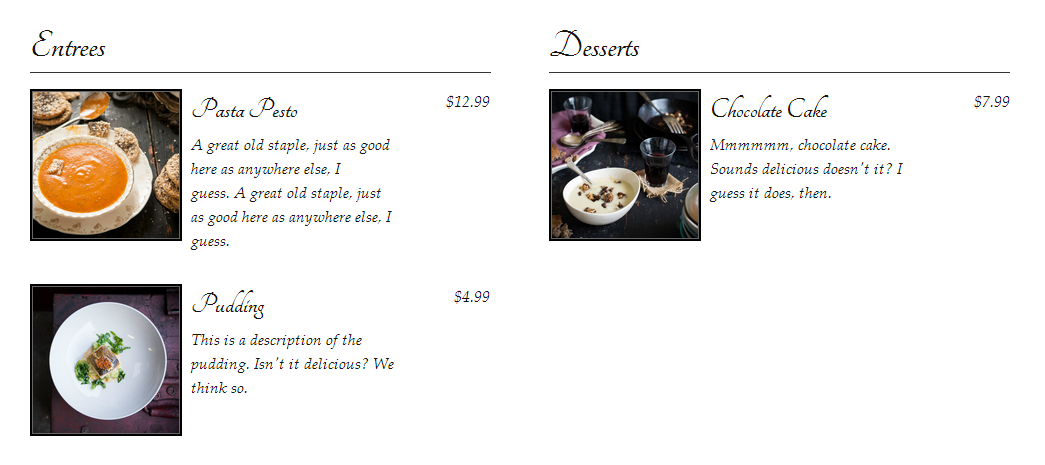 Entrees
Pasta Pesto
$12.99
A great old staple, just as good
here as anywhere else, I
guess. A great old staple, just
as good here as anywhere else, I
guess.
Pudding
$4.99
This is a description of the
pudding. Isn't it delicious? We
think so.
Desserts
Chocolate Cake
$7.99
Mmmmmm, chocolate cake.
Sounds delicious doesn't it? I
guess it does, then.